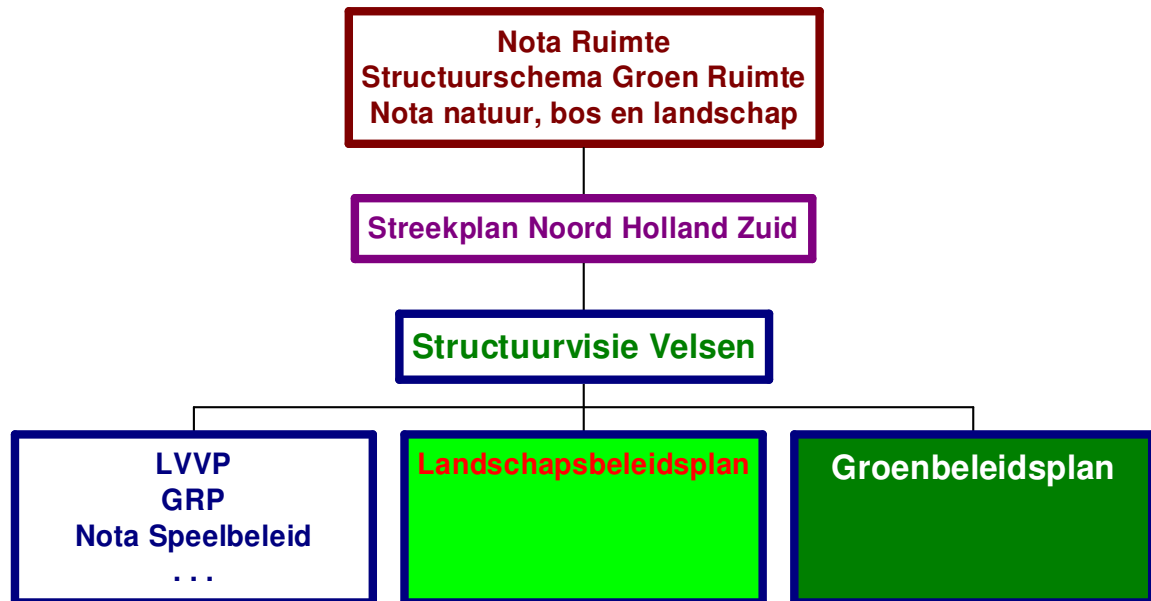 Nota Ruimte
Structuurschema Groen Ruimte
Nota natuur, bos en landschap
Streekplan Noord Holland Zuid
Structuurvisie Velsen
LVVP
GRP
Nota Speelbeleid
. . .
Landschapsbeleidsplan
Groenbeleidsplan